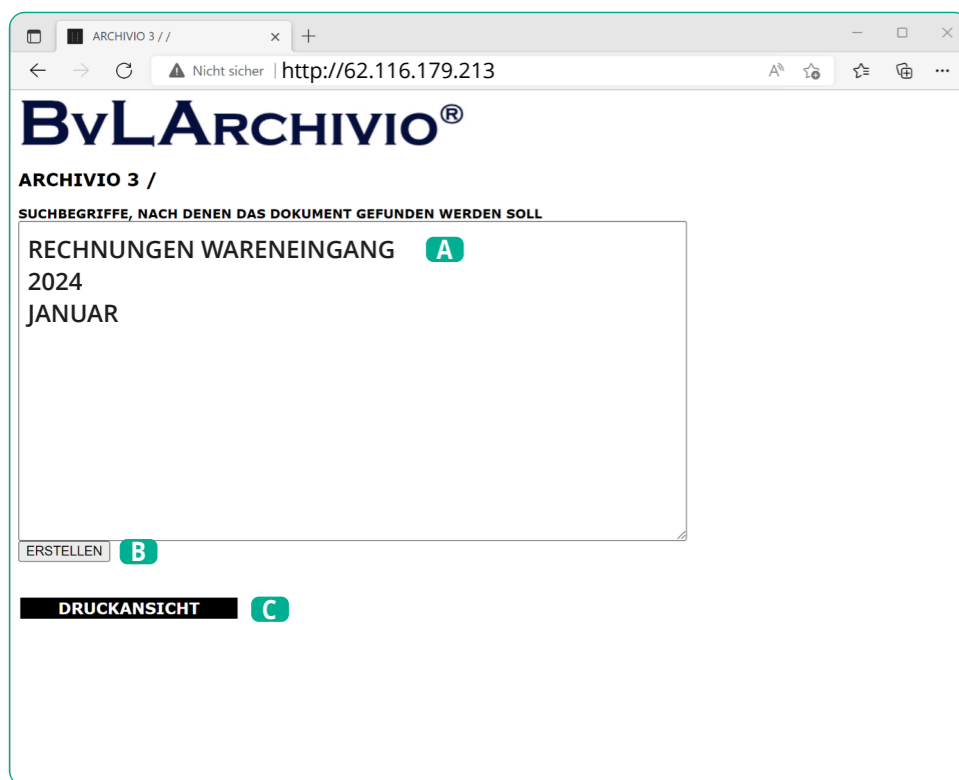 ARCHIVIO 3 / /
Nicht sicher | http://62.116.179.213
BVLARCHIVIO®
ARCHIVIO 3 /
SUCHBEGRIFFE, NACH DENEN DAS DOKUMENT GEFUNDEN WERDEN SOLL
RECHNUNGEN WARENEINGANG A
2024
JANUAR
ERSTELLEN B
DRUCKANSICHT C